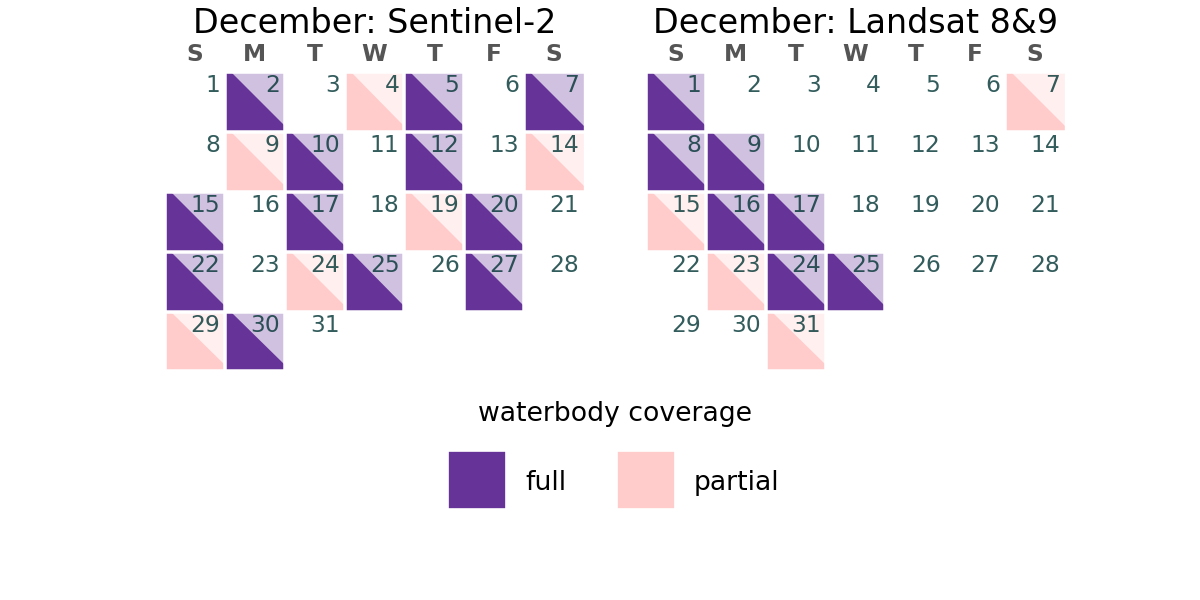 December: Sentinel-2
S M T W T F S
1 2 3 4 5 6 7
8 9 10 11 12 13 14
15 16 17 18 19 20 21
22 23 24 25 26 27 28
29 30 31
December: Landsat 8&9
S M T W T F S
1 2 3 4 5 6 7
8 9 10 11 12 13 14
15 16 17 18 19 20 21
22 23 24 25 26 27 28
29 30 31
waterbody coverage
full
partial